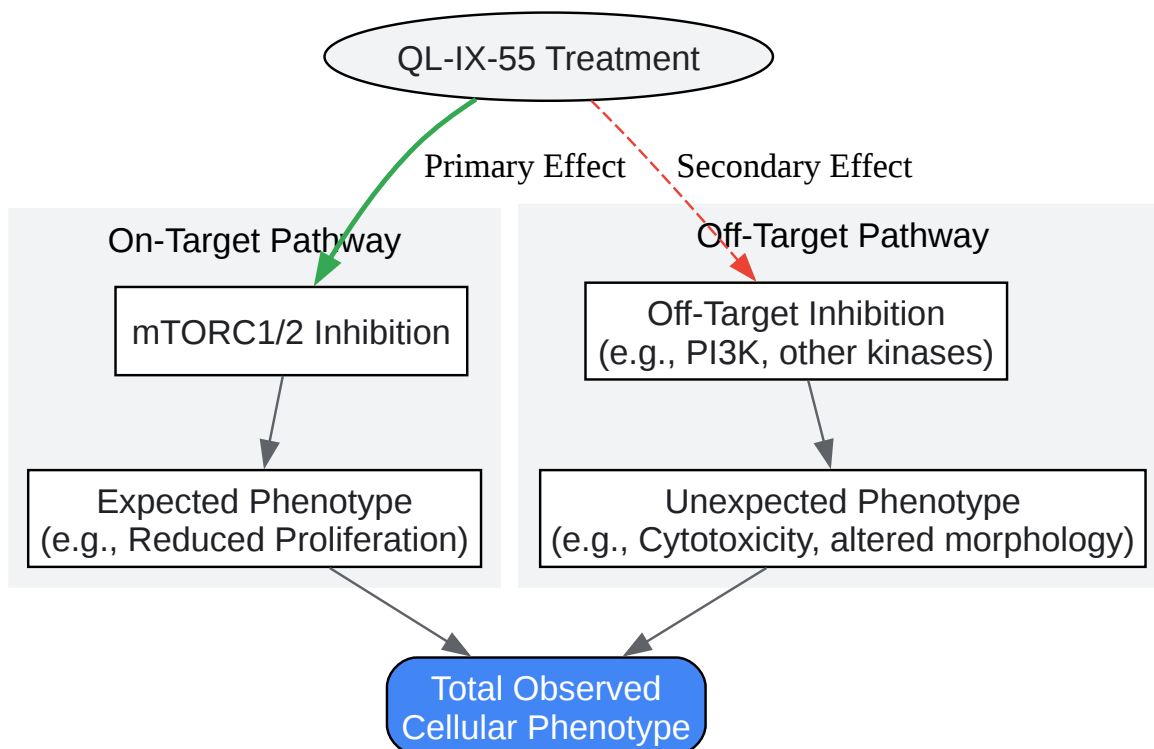 QL-IX-55 Treatment
Primary Effect
Secondary Effect
On-Target Pathway
Off-Target Pathway
mTORC1/2 Inhibition
Off-Target Inhibition
(e.g., PI3K, other kinases)
Expected Phenotype
(e.g., Reduced Proliferation)
Unexpected Phenotype
(e.g., Cytotoxicity, altered morphology)
Total Observed
Cellular Phenotype